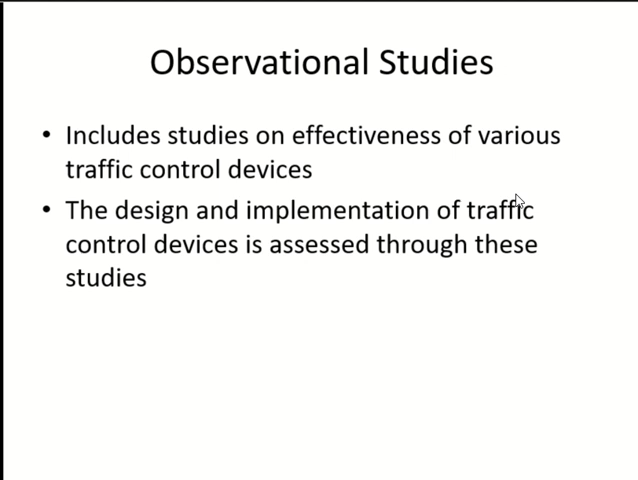 Observational Studies
• Includes studies on effectiveness of various
traffic control devices
• The design and implementation of traffic
control devices is assessed through these
studies